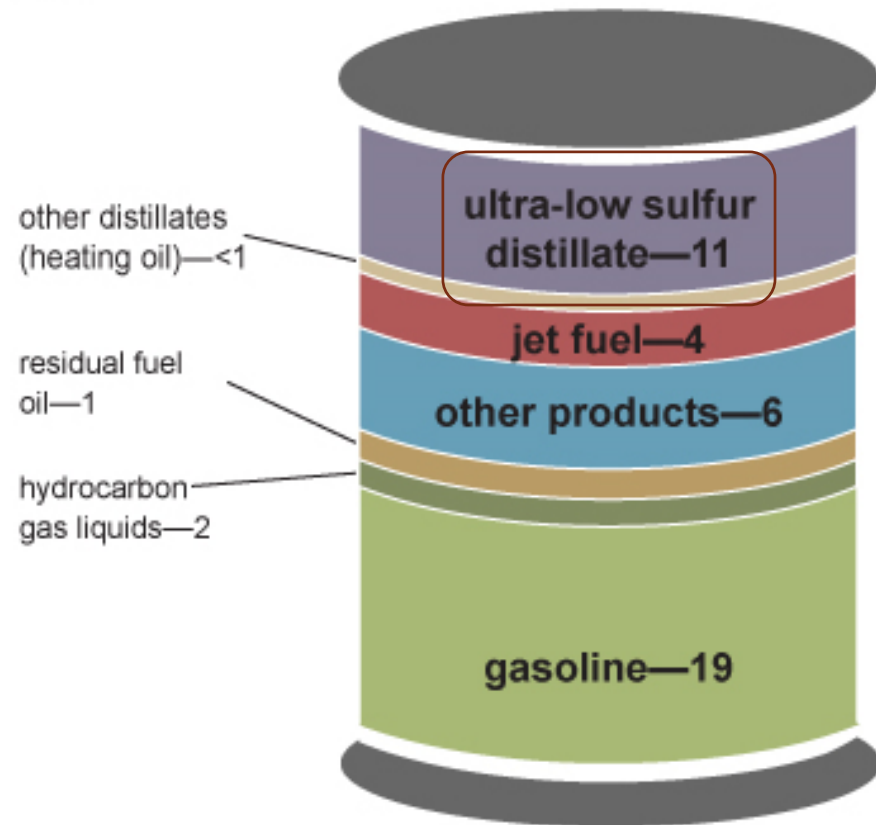 ultra-low sulfur
distillate—11
other distillates
(heating oil)—<1
jet fuel—4
residual fuel
oil—1
other products—6
hydrocarbon
gas liquids—2
gasoline—19